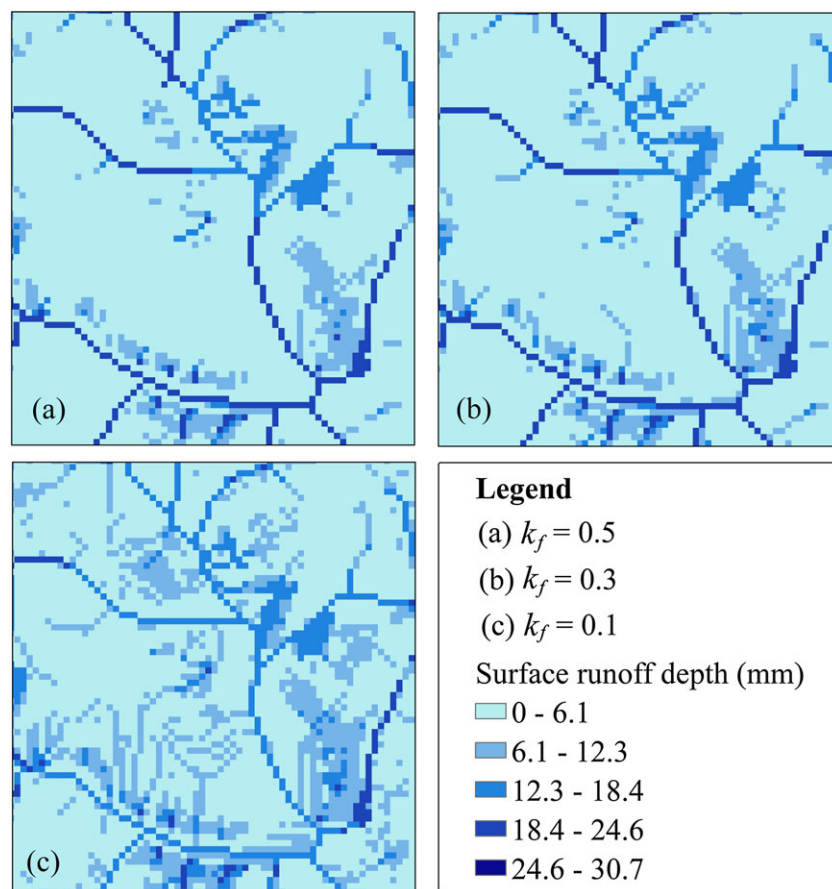 (a)
(b)
(c)
Legend
(a) k_f = 0.5
(b) k_f = 0.3
(c) k_f = 0.1
Surface runoff depth (mm)
0 - 6.1
6.1 - 12.3
12.3 - 18.4
18.4 - 24.6
24.6 - 30.7